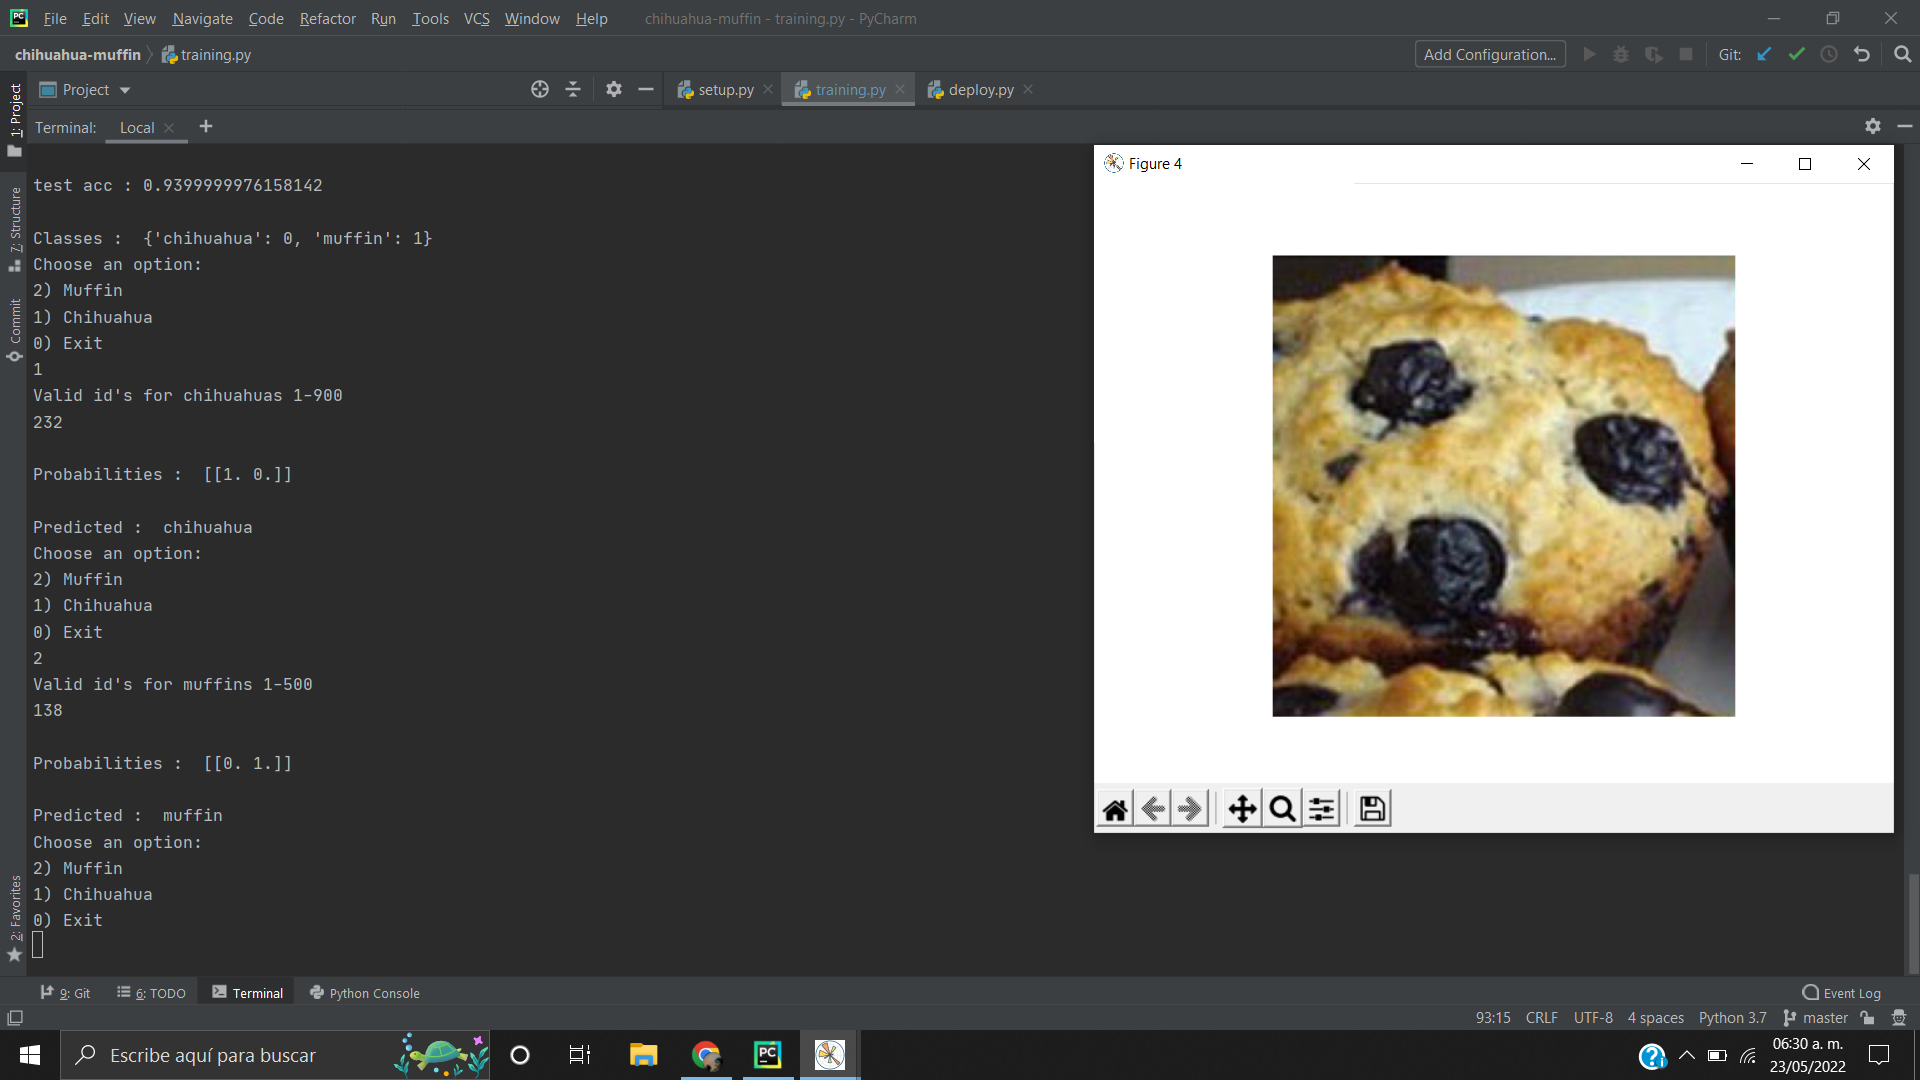 File Edit View Navigate Code Refactor Run Tools VCS Window Help chihuahua-muffin - training.py - PyCharm
chihuahua-muffin training.py Add Configuration... Git:
Project setup.py training.py deploy.py
Terminal: Local +
1: Project
7: Structure
Commit
2: Favorites
test acc : 0.9399999976158142
Classes :  {'chihuahua': 0, 'muffin': 1}
Choose an option:
2) Muffin
1) Chihuahua
0) Exit
1
Valid id's for chihuahuas 1-900
232
Probabilities :  [[1. 0.]]
Predicted :  chihuahua
Choose an option:
2) Muffin
1) Chihuahua
0) Exit
2
Valid id's for muffins 1-500
138
Probabilities :  [[0. 1.]]
Predicted :  muffin
Choose an option:
2) Muffin
1) Chihuahua
0) Exit
Figure 4
9: Git 6: TODO Terminal Python Console Event Log
93:15 CRLF UTF-8 4 spaces Python 3.7 master
Escribe aquí para buscar
PC
06:30 a. m.
23/05/2022